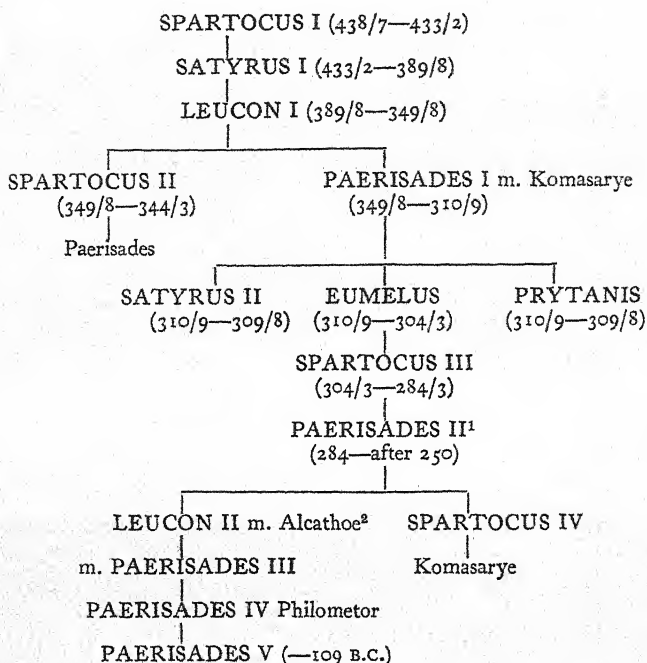 SPARTOCUS I (438/7—433/2)
SATYRUS I (433/2—389/8)
LEUCON I (389/8—349/8)
SPARTOCUS II PAERISADES I m. Komasarye
(349/8—344/3) (349/8—310/9)
Paerisades
SATYRUS II EUMELUS PRYTANIS
(310/9—309/8) (310/9—304/3) (310/9—309/8)
SPARTOCUS III
(304/3—284/3)
PAERISADES II¹
(284—after 250)
LEUCON II m. Alcathoe² SPARTOCUS IV
m. PAERISADES III Komasarye
PAERISADES IV Philometor
PAERISADES V (—109 B.C.)